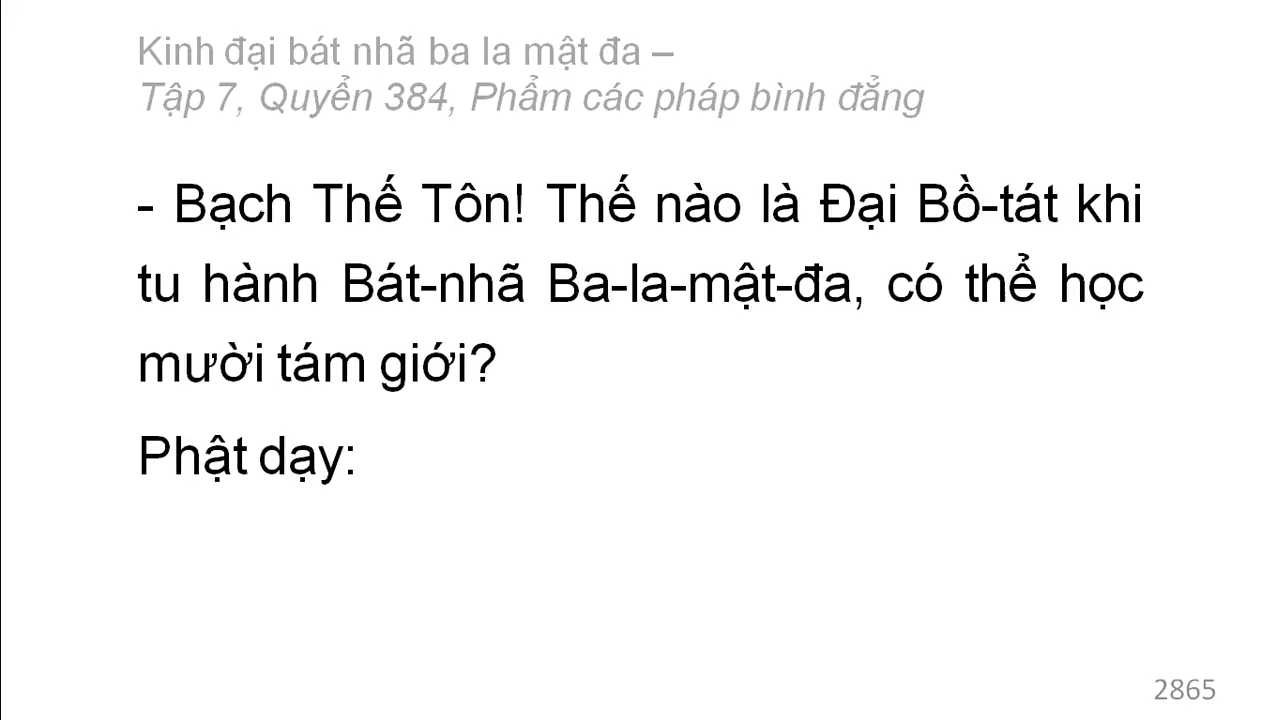 Kinh đại bát nhã ba la mật đa –
Tập 7, Quyển 384, Phẩm các pháp bình đẳng
- Bạch Thế Tôn! Thế nào là Đại Bồ-tát khi
tu hành Bát-nhã Ba-la-mật-đa, có thể học
mười tám giới?
Phật dạy:
2865